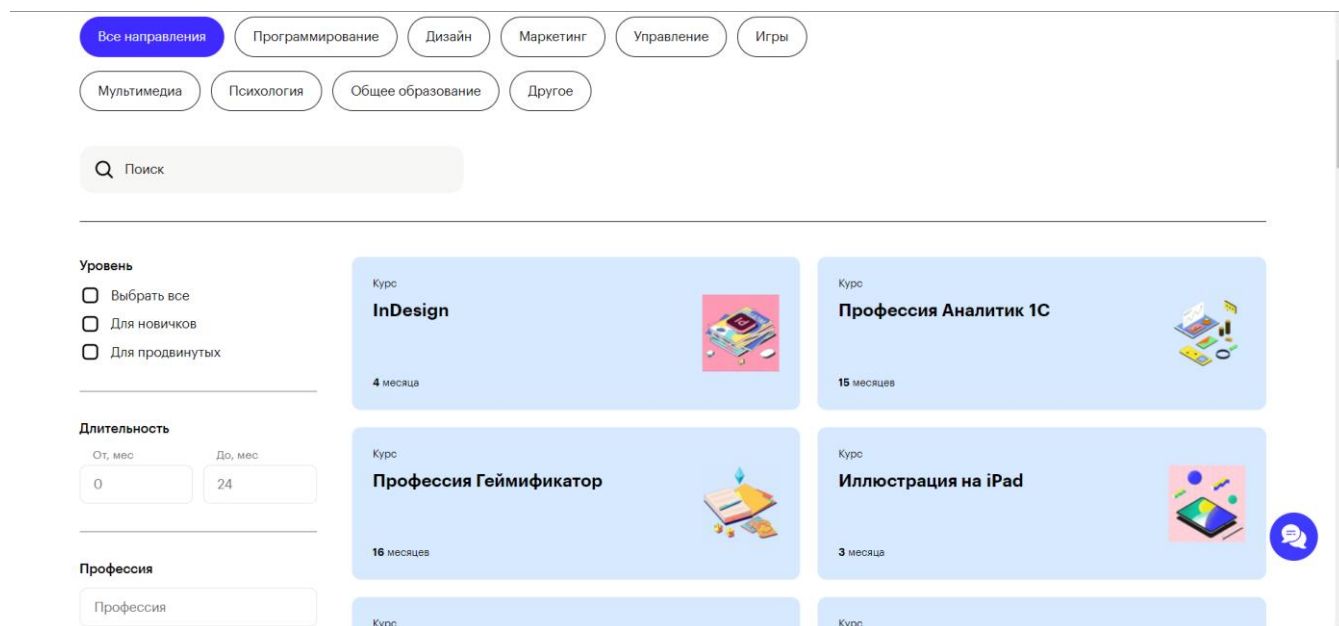 Все направления
Программирование
Дизайн
Маркетинг
Управление
Игры
Мультимедиа
Психология
Общее образование
Другое
Поиск
Уровень
Выбрать все
Для новичков
Для продвинутых
Длительность
От, мес
До, мес
0
24
Профессия
Профессия
Курс
InDesign
4 месяца
Курс
Профессия Аналитик 1С
15 месяцев
Курс
Профессия Геймификатор
16 месяцев
Курс
Иллюстрация на iPad
3 месяца
Курс
Курс